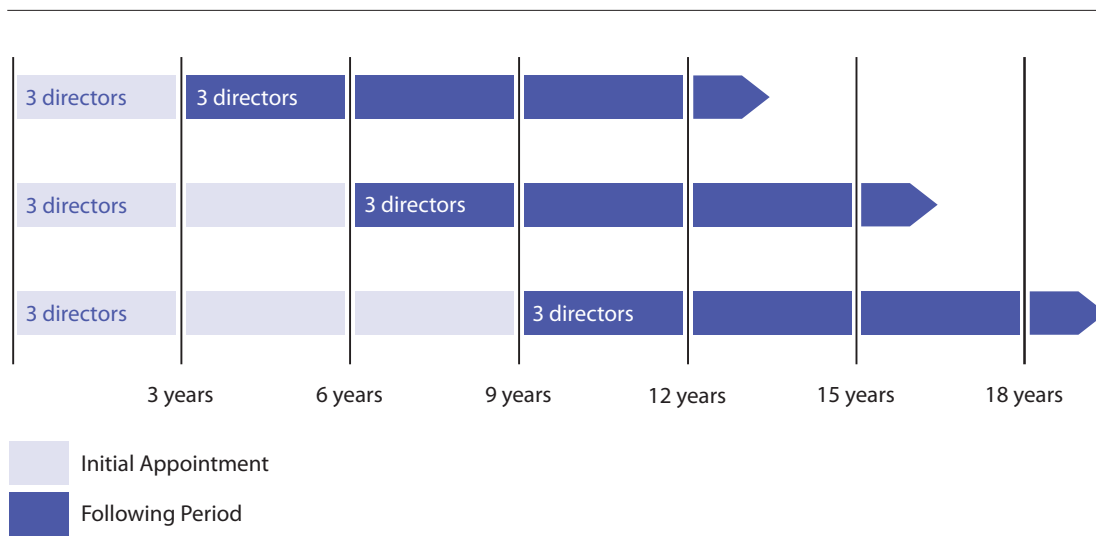 3 directors 3 directors
3 directors 3 directors
3 directors 3 directors
3 years 6 years 9 years 12 years 15 years 18 years
Initial Appointment
Following Period